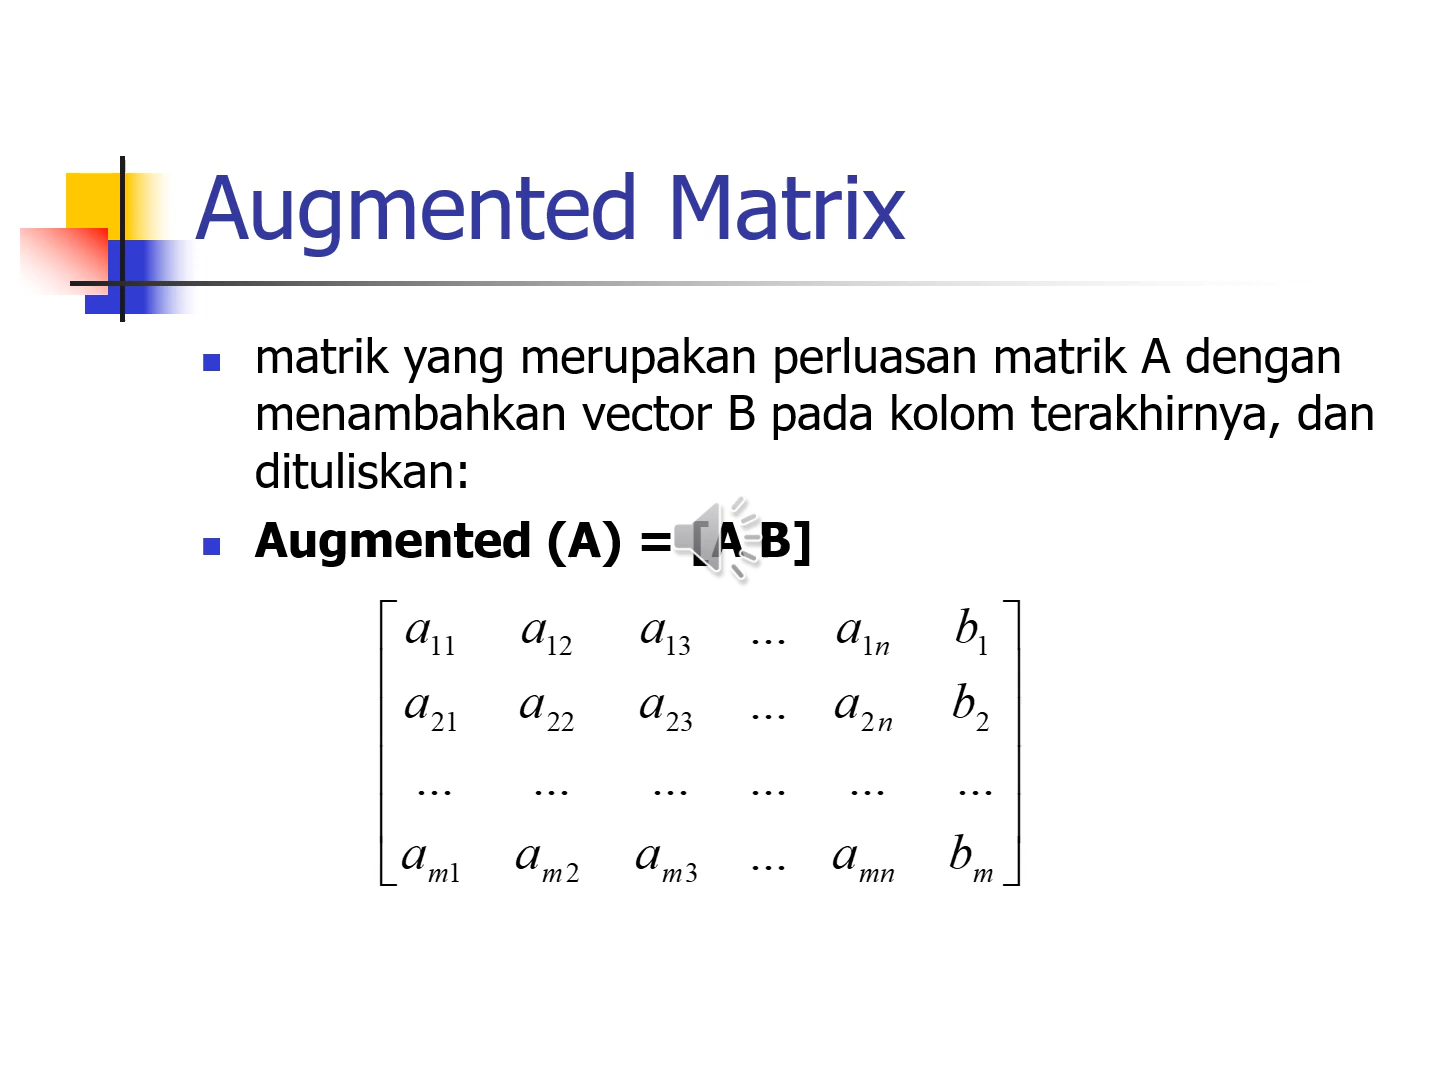 Augmented Matrix
matrik yang merupakan perluasan matrik A dengan
menambahkan vector B pada kolom terakhirnya, dan
dituliskan:
Augmented (A) = [A B]
a11 a12 a13 ... a1n b1
a21 a22 a23 ... a2n b2
... ... ... ... ... ...
am1 am2 am3 ... amn bm